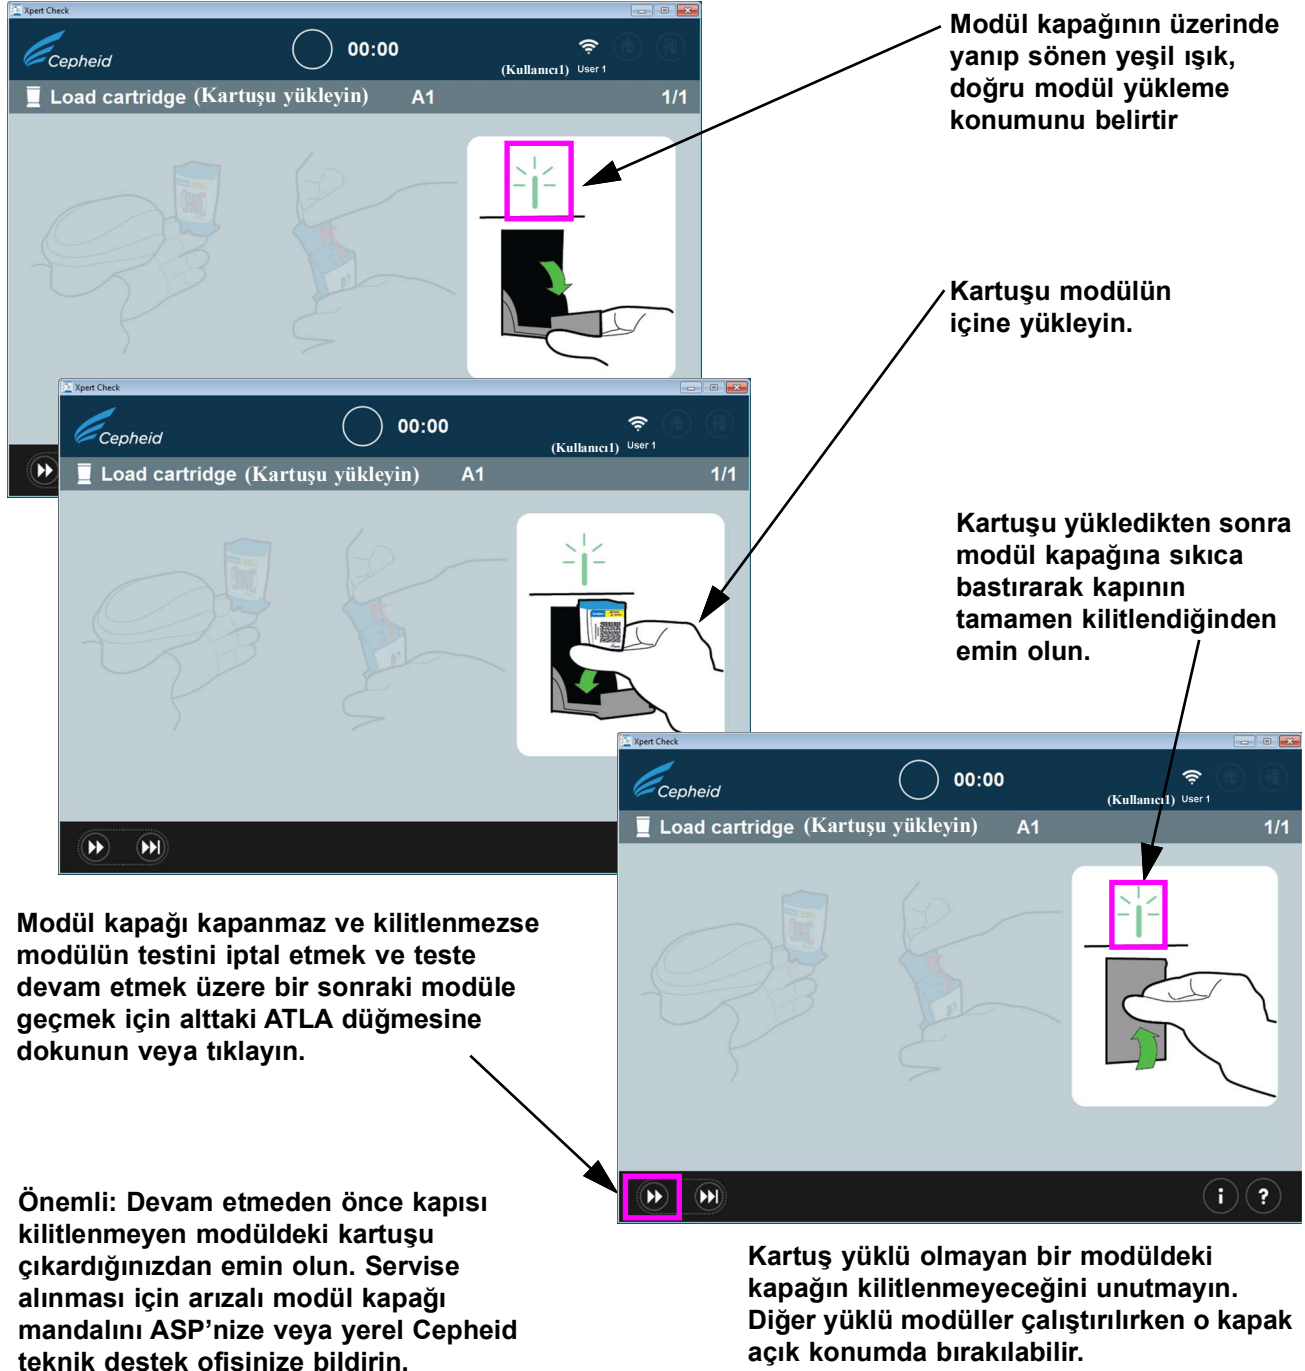 Xpert Check
Cepheid
00:00
(Kullanıcı1) User 1
Load cartridge (Kartuşu yükleyin) A1 1/1
Modül kapağının üzerinde
yanıp sönen yeşil ışık,
doğru modül yükleme
konumunu belirtir
Kartuşu modülün
içine yükleyin.
Xpert Check
Cepheid
00:00
(Kullanıcı1) User 1
Load cartridge (Kartuşu yükleyin) A1 1/1
Kartuşu yükledikten sonra
modül kapağına sıkıca
bastırarak kapının
tamamen kilitlendiğinden
emin olun.
Xpert Check
Cepheid
00:00
(Kullanıcı1) User 1
Load cartridge (Kartuşu yükleyin) A1 1/1
i ?
Modül kapağı kapanmaz ve kilitlenmezse
modülün testini iptal etmek ve teste
devam etmek üzere bir sonraki modüle
geçmek için alttaki ATLA düğmesine
dokunun veya tıklayın.
Önemli: Devam etmeden önce kapısı
kilitlenmeyen modüldeki kartuşu
çıkardığınızdan emin olun. Servise
alınması için arızalı modül kapağı
mandalını ASP’nize veya yerel Cepheid
teknik destek ofisinize bildirin.
Kartuş yüklü olmayan bir modüldeki
kapağın kilitlenmeyeceğini unutmayın.
Diğer yüklü modüller çalıştırılırken o kapak
açık konumda bırakılabilir.